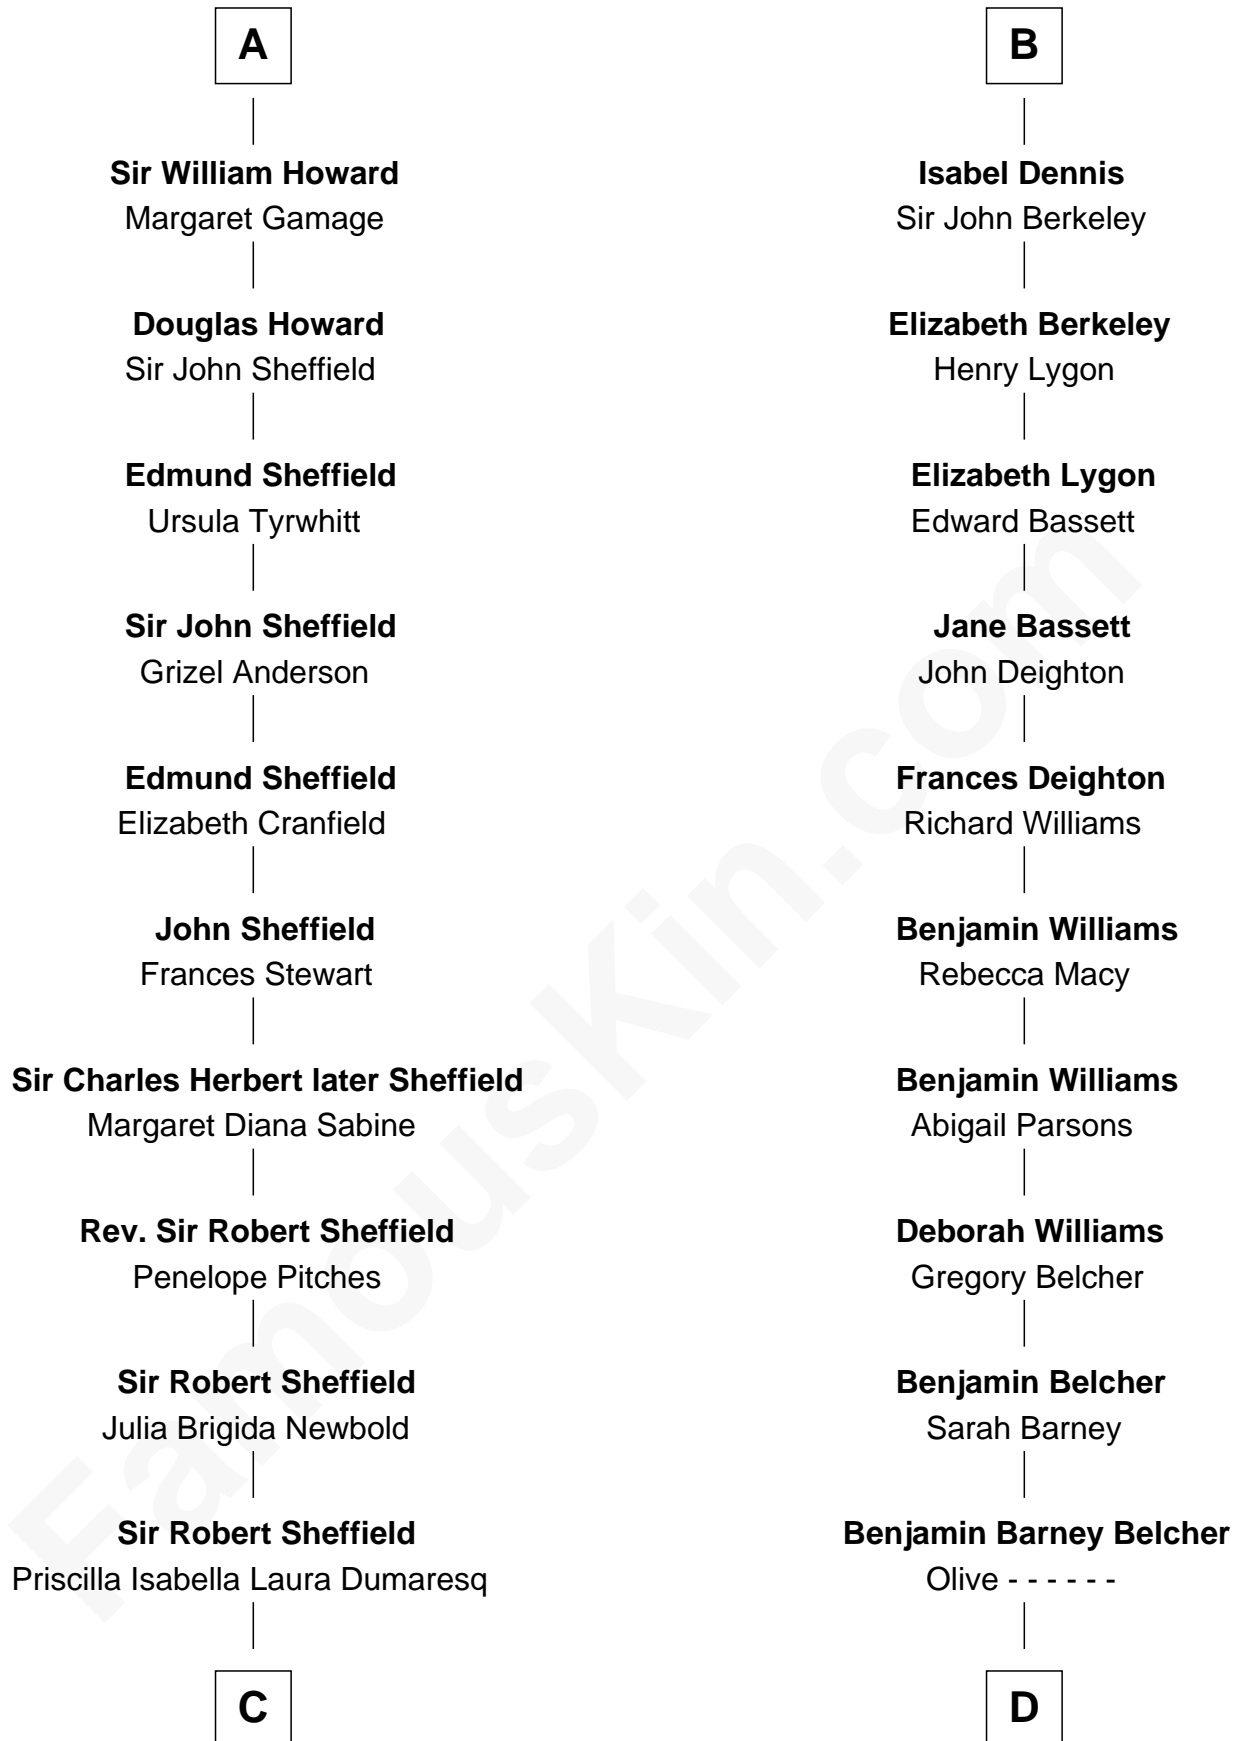 A
Sir William Howard
Margaret Gamage
Douglas Howard
Sir John Sheffield
Edmund Sheffield
Ursula Tyrwhitt
Sir John Sheffield
Grizel Anderson
Edmund Sheffield
Elizabeth Cranfield
John Sheffield
Frances Stewart
Sir Charles Herbert later Sheffield
Margaret Diana Sabine
Rev. Sir Robert Sheffield
Penelope Pitches
Sir Robert Sheffield
Julia Brigida Newbold
Sir Robert Sheffield
Priscilla Isabella Laura Dumaresq
C
B
Isabel Dennis
Sir John Berkeley
Elizabeth Berkeley
Henry Lygon
Elizabeth Lygon
Edward Bassett
Jane Bassett
John Deighton
Frances Deighton
Richard Williams
Benjamin Williams
Rebecca Macy
Benjamin Williams
Abigail Parsons
Deborah Williams
Gregory Belcher
Benjamin Belcher
Sarah Barney
Benjamin Barney Belcher
Olive - - - - - -
D
FamousKin.com